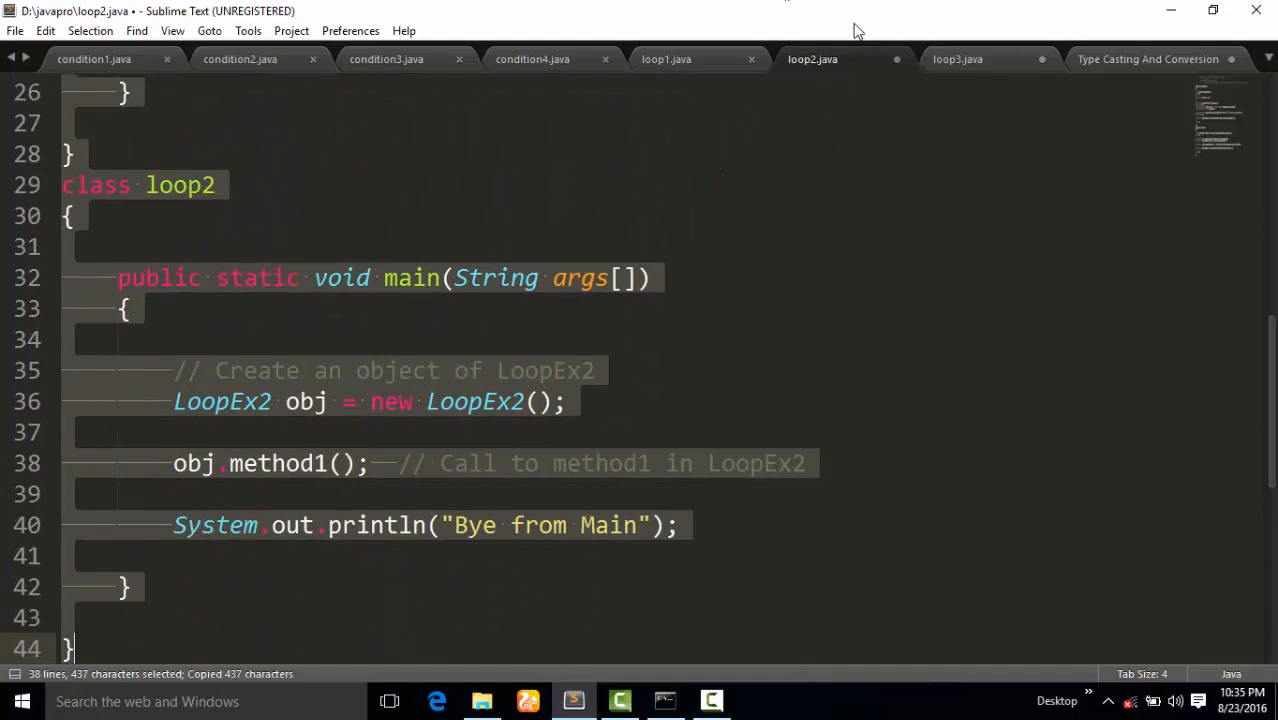 D:\javapro\loop2.java • - Sublime Text (UNREGISTERED)
File Edit Selection Find View Goto Tools Project Preferences Help
condition1.java condition2.java condition3.java condition4.java loop1.java loop2.java loop3.java Type Casting And Conversion
26 }
27
28 }
29 class loop2
30 {
31
32 public static void main(String args[])
33 {
34
35 // Create an object of LoopEx2
36 LoopEx2 obj = new LoopEx2();
37
38 obj.method1(); // Call to method1 in LoopEx2
39
40 System.out.println("Bye from Main");
41
42 }
43
44 }
38 lines, 437 characters selected; Copied 437 characters Tab Size: 4 Java
Search the web and Windows Desktop 10:35 PM
8/23/2016